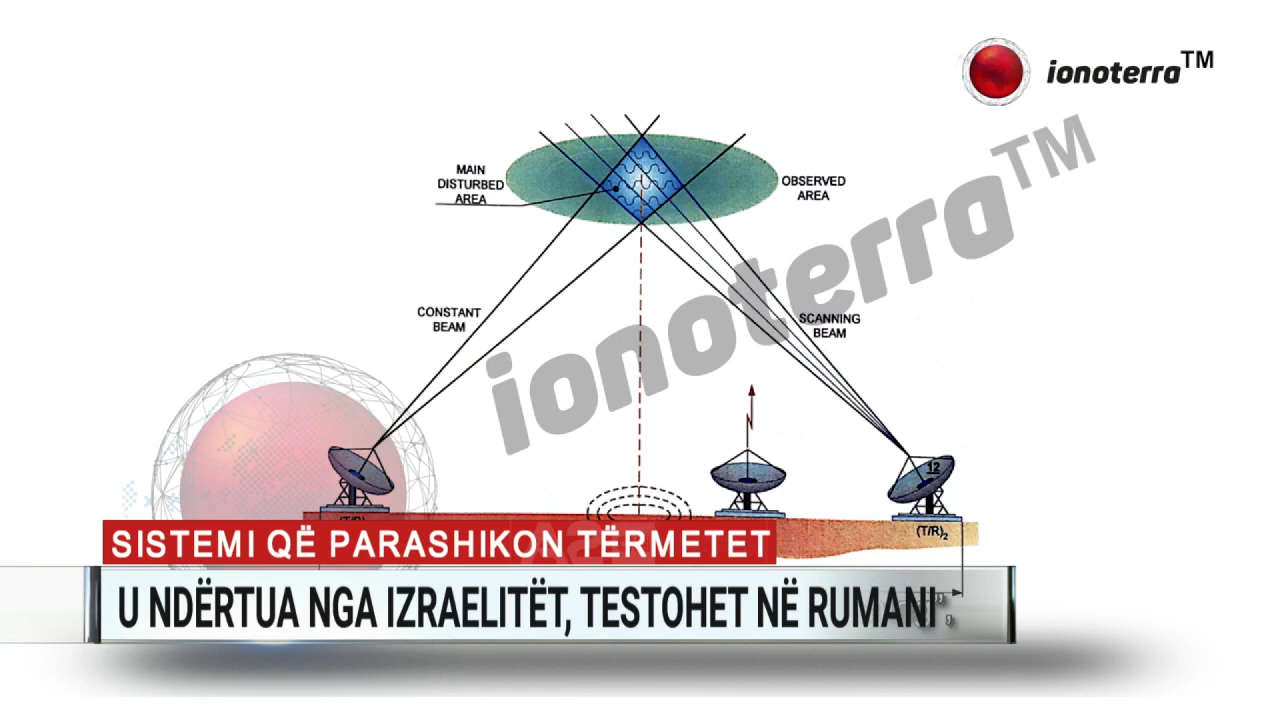 ionoterra™
MAIN
DISTURBED
AREA
OBSERVED
AREA
ionoterra™
CONSTANT
BEAM
SCANNING
BEAM
12
(T/R)2
SISTEMI QË PARASHIKON TËRMETET
U NDËRTUA NGA IZRAELITËT, TESTOHET NË RUMANI